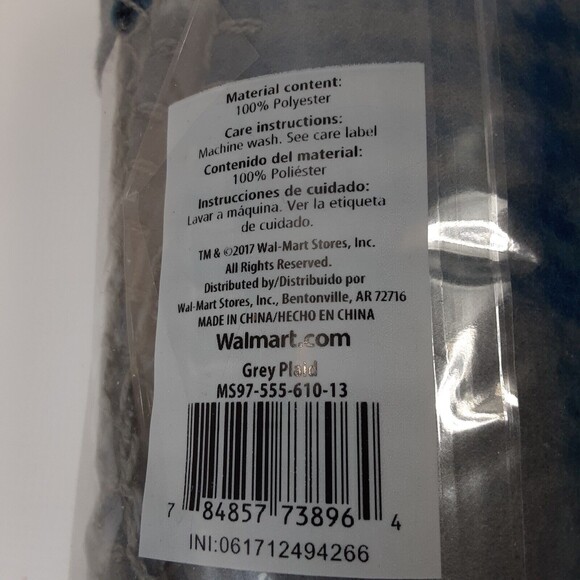 Material content:
100% Polyester
Care instructions:
Machine wash. See care label
Contenido del material:
100% Poliéster
Instrucciones de cuidado:
Lavar a máquina. Ver la etiqueta
de cuidado.
TM & ©2017 Wal-Mart Stores, Inc.
All Rights Reserved.
Distributed by/Distribuido por
Wal-Mart Stores, Inc., Bentonville, AR 72716
MADE IN CHINA/HECHO EN CHINA
Walmart.com
Grey Plaid
MS97-555-610-13
7 84857 73896 4
INI:061712494266